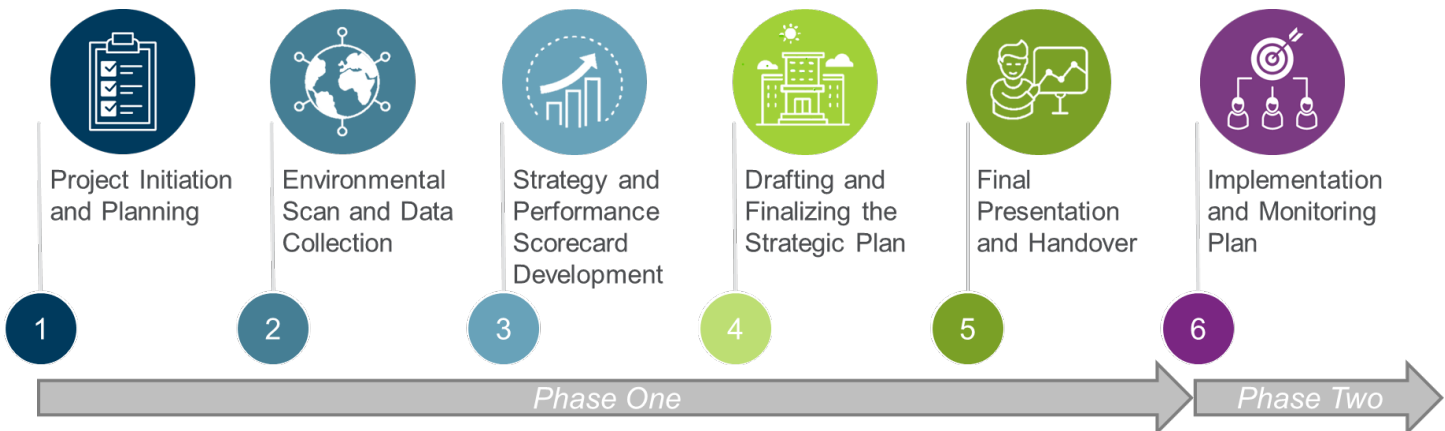 Project Initiation
and Planning
Environmental
Scan and Data
Collection
Strategy and
Performance
Scorecard
Development
Drafting and
Finalizing the
Strategic Plan
Final
Presentation
and Handover
Implementation
and Monitoring
Plan
1
2
3
4
5
6
Phase One
Phase Two